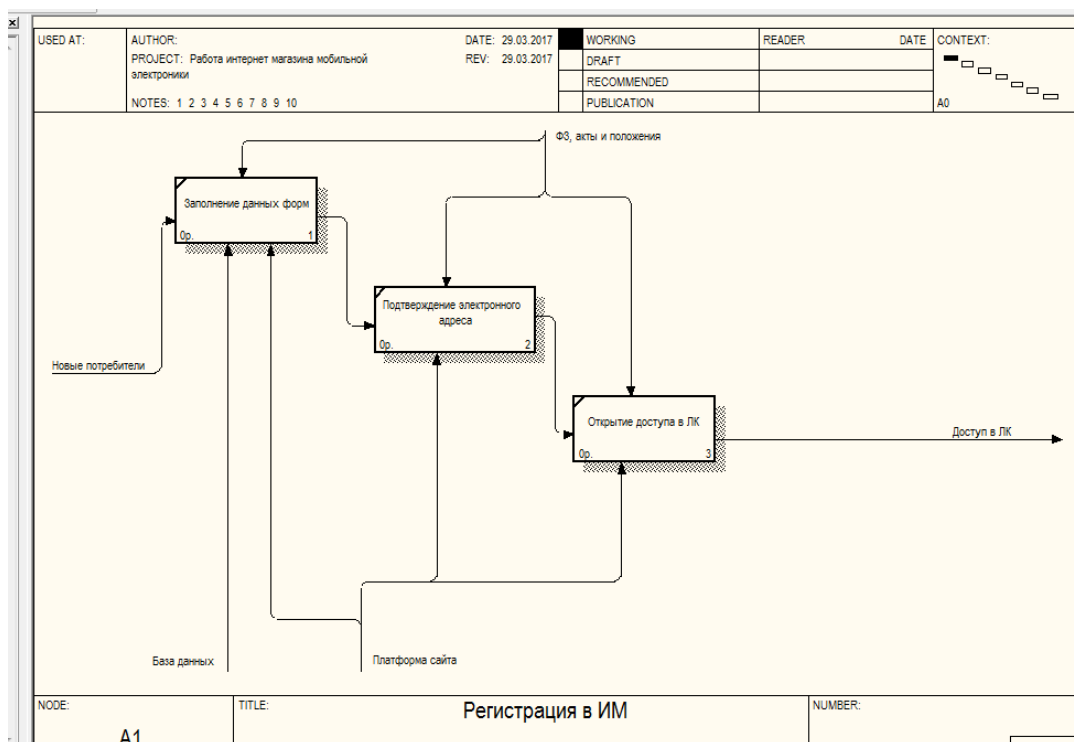 USED AT:
AUTHOR:
DATE: 29.03.2017
PROJECT: Работа интернет магазина мобильной
электроники
REV: 29.03.2017
NOTES: 1 2 3 4 5 6 7 8 9 10
WORKING
DRAFT
RECOMMENDED
PUBLICATION
READER DATE
CONTEXT:
A0
ФЗ, акты и положения
Заполнение данных форм
0р. 1
Подтверждение электронного
адреса
0р. 2
Новые потребители
Открытие доступа в ЛК
0р. 3
Доступ в ЛК
База данных
Платформа сайта
NODE:
A1
TITLE:
Регистрация в ИМ
NUMBER: